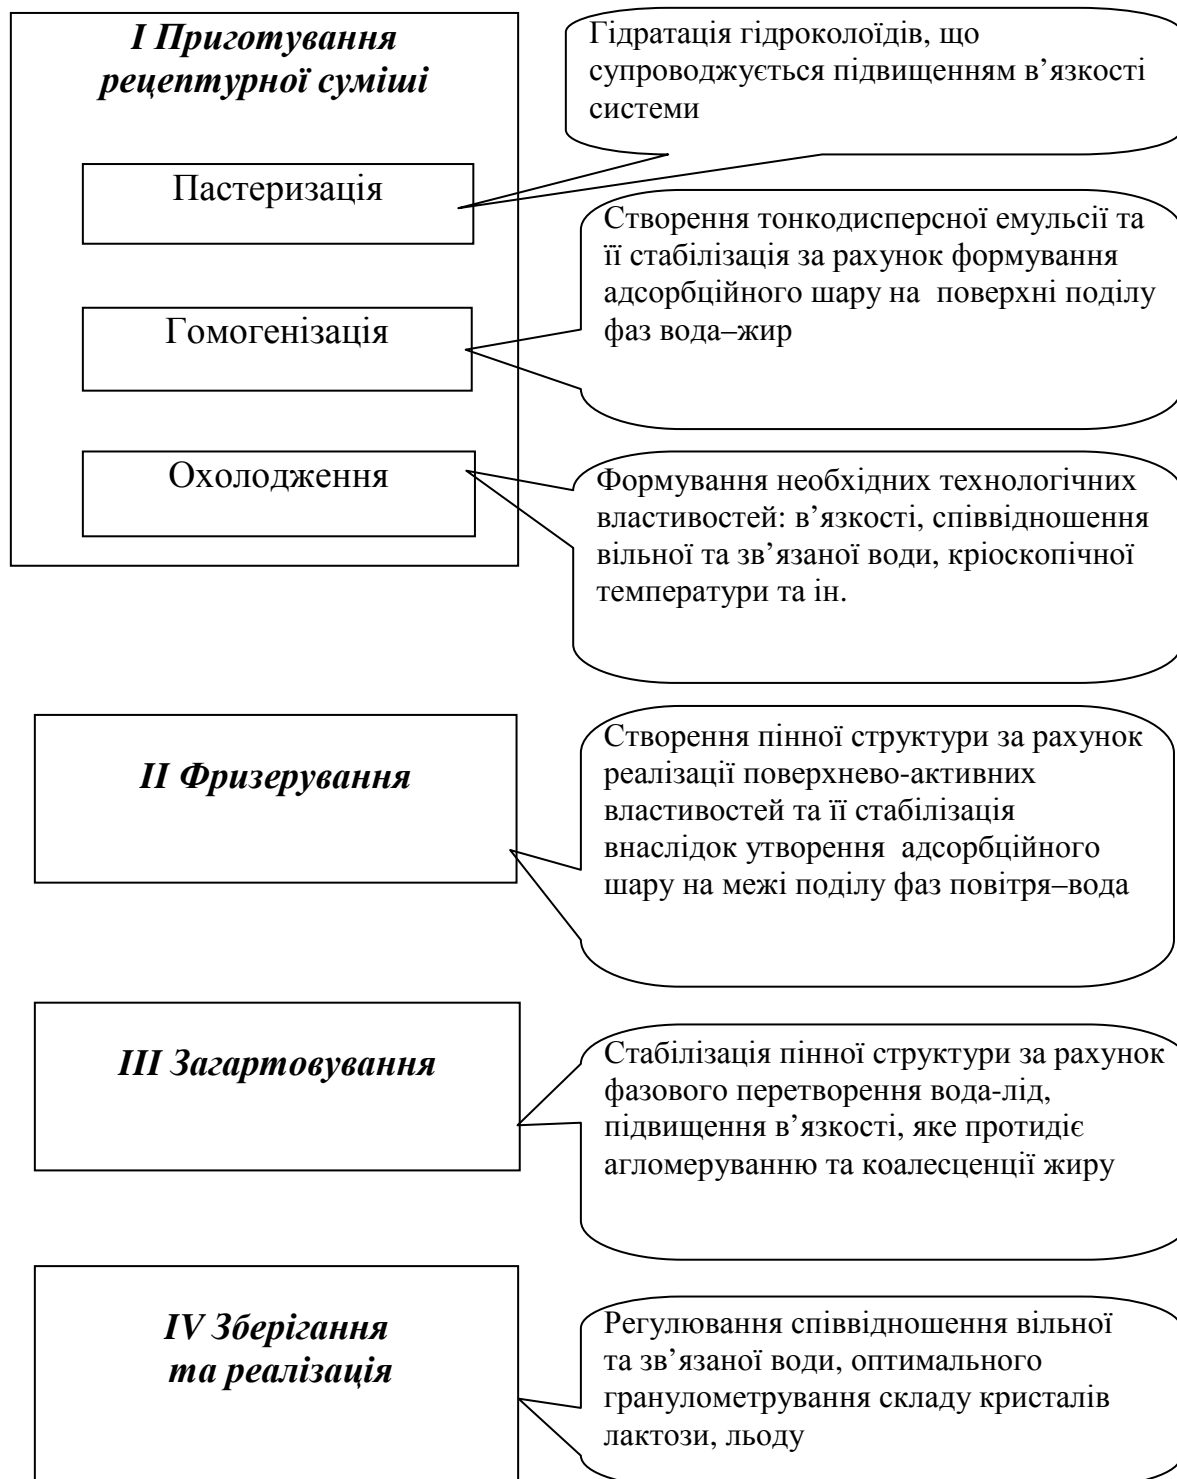 I Приготування
рецептурної суміші
Гідратація гідроколоїдів, що
супроводжується підвищенням в’язкості
системи
Пастеризація
Створення тонкодисперсної емульсії та
її стабілізація за рахунок формування
адсорбційного шару на поверхні поділу
фаз вода–жир
Гомогенізація
Охолодження
Формування необхідних технологічних
властивостей: в’язкості, співвідношення
вільної та зв’язаної води, кріоскопічної
температури та ін.
II Фризерування
Створення пінної структури за рахунок
реалізації поверхнево-активних
властивостей та її стабілізація
внаслідок утворення адсорбційного
шару на межі поділу фаз повітря–вода
III Загартовування
Стабілізація пінної структури за рахунок
фазового перетворення вода-лід,
підвищення в’язкості, яке протидіє
агломеруванню та коалесценції жиру
IV Зберігання
та реалізація
Регулювання співвідношення вільної
та зв’язаної води, оптимального
гранулометрування складу кристалів
лактози, льоду